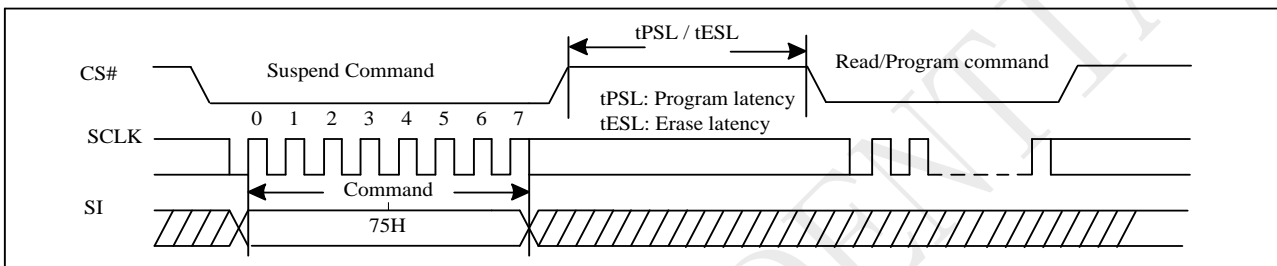 tPSL / tESL
CS#
Suspend Command
Read/Program command
tPSL: Program latency
tESL: Erase latency
0 1 2 3 4 5 6 7
SCLK
Command
SI
75H